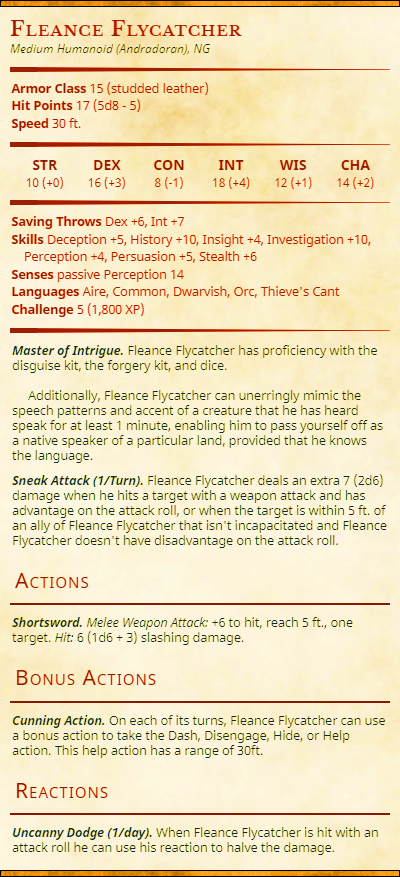 Fleance Flycatcher
Medium Humanoid (Andradoran), NG
Armor Class 15 (studded leather)
Hit Points 17 (5d8 - 5)
Speed 30 ft.
STR DEX CON INT WIS CHA
10 (+0) 16 (+3) 8 (-1) 18 (+4) 12 (+1) 14 (+2)
Saving Throws Dex +6, Int +7
Skills Deception +5, History +10, Insight +4, Investigation +10,
Perception +4, Persuasion +5, Stealth +6
Senses passive Perception 14
Languages Aire, Common, Dwarvish, Orc, Thieve's Cant
Challenge 5 (1,800 XP)
Master of Intrigue. Fleance Flycatcher has proficiency with the
disguise kit, the forgery kit, and dice.
Additionally, Fleance Flycatcher can unerringly mimic the
speech patterns and accent of a creature that he has heard
speak for at least 1 minute, enabling him to pass yourself off as
a native speaker of a particular land, provided that he knows
the language.
Sneak Attack (1/Turn). Fleance Flycatcher deals an extra 7 (2d6)
damage when he hits a target with a weapon attack and has
advantage on the attack roll, or when the target is within 5 ft. of
an ally of Fleance Flycatcher that isn't incapacitated and Fleance
Flycatcher doesn't have disadvantage on the attack roll.
Actions
Shortsword. Melee Weapon Attack: +6 to hit, reach 5 ft., one
target. Hit: 6 (1d6 + 3) slashing damage.
Bonus Actions
Cunning Action. On each of its turns, Fleance Flycatcher can use
a bonus action to take the Dash, Disengage, Hide, or Help
action. This help action has a range of 30ft.
Reactions
Uncanny Dodge (1/day). When Fleance Flycatcher is hit with an
attack roll he can use his reaction to halve the damage.